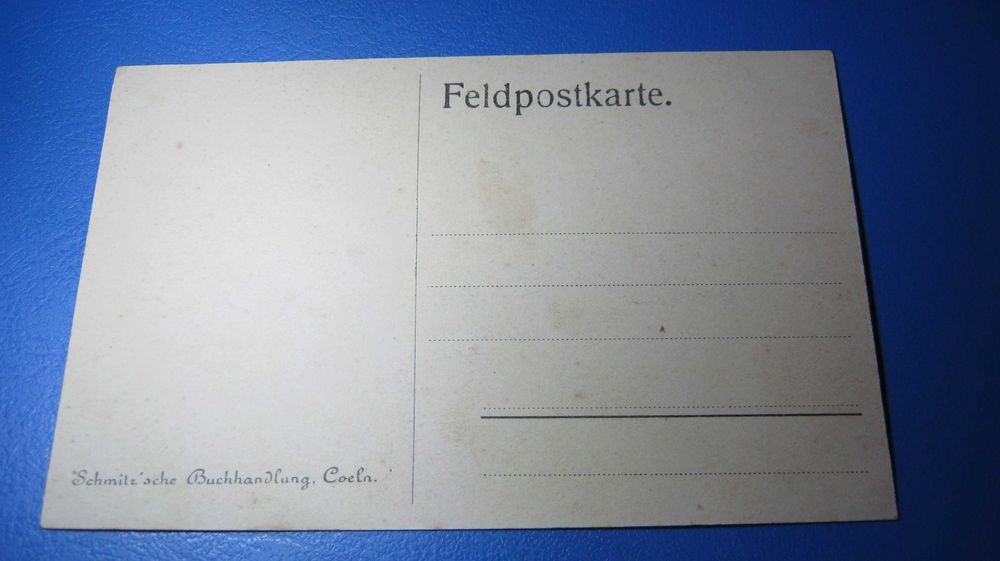 Feldpostkarte.
Schmitz'sche Buchhandlung, Coeln.